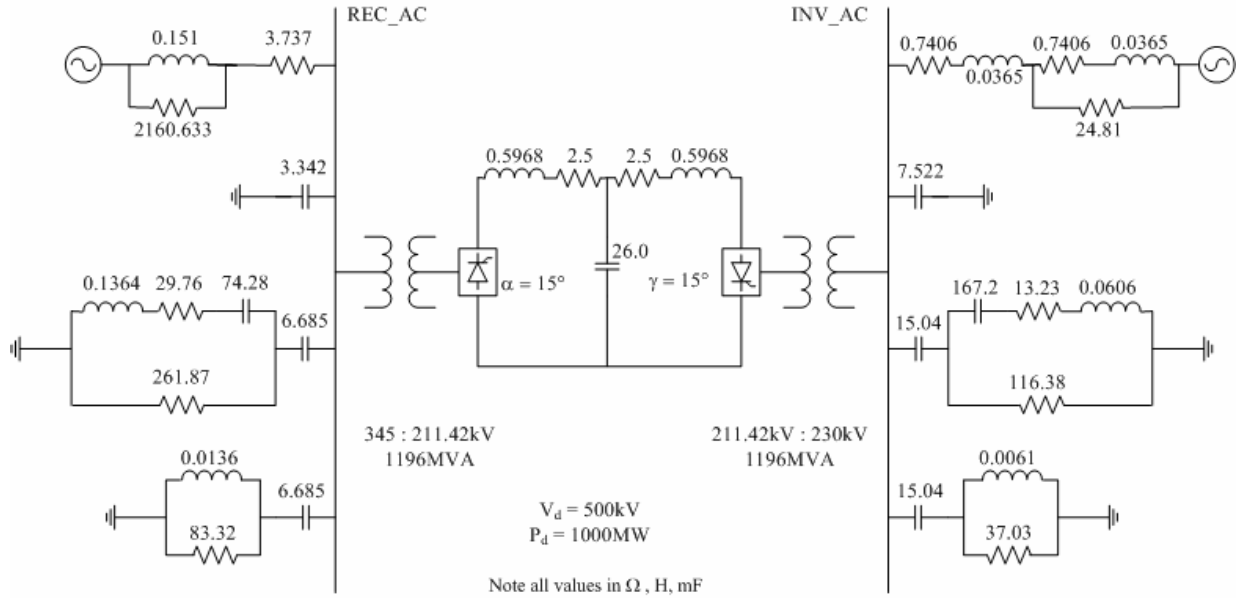 REC_AC
INV_AC
0.151
3.737
2160.633
3.342
0.1364
29.76
74.28
6.685
261.87
0.0136
6.685
83.32
0.5968
2.5
2.5
0.5968
26.0
α = 15°
γ = 15°
345 : 211.42kV
1196MVA
211.42kV : 230kV
1196MVA
V_d = 500kV
P_d = 1000MW
Note all values in Ω , H, mF
0.7406
0.0365
0.7406
0.0365
24.81
7.522
167.2
13.23
0.0606
15.04
116.38
0.0061
15.04
37.03